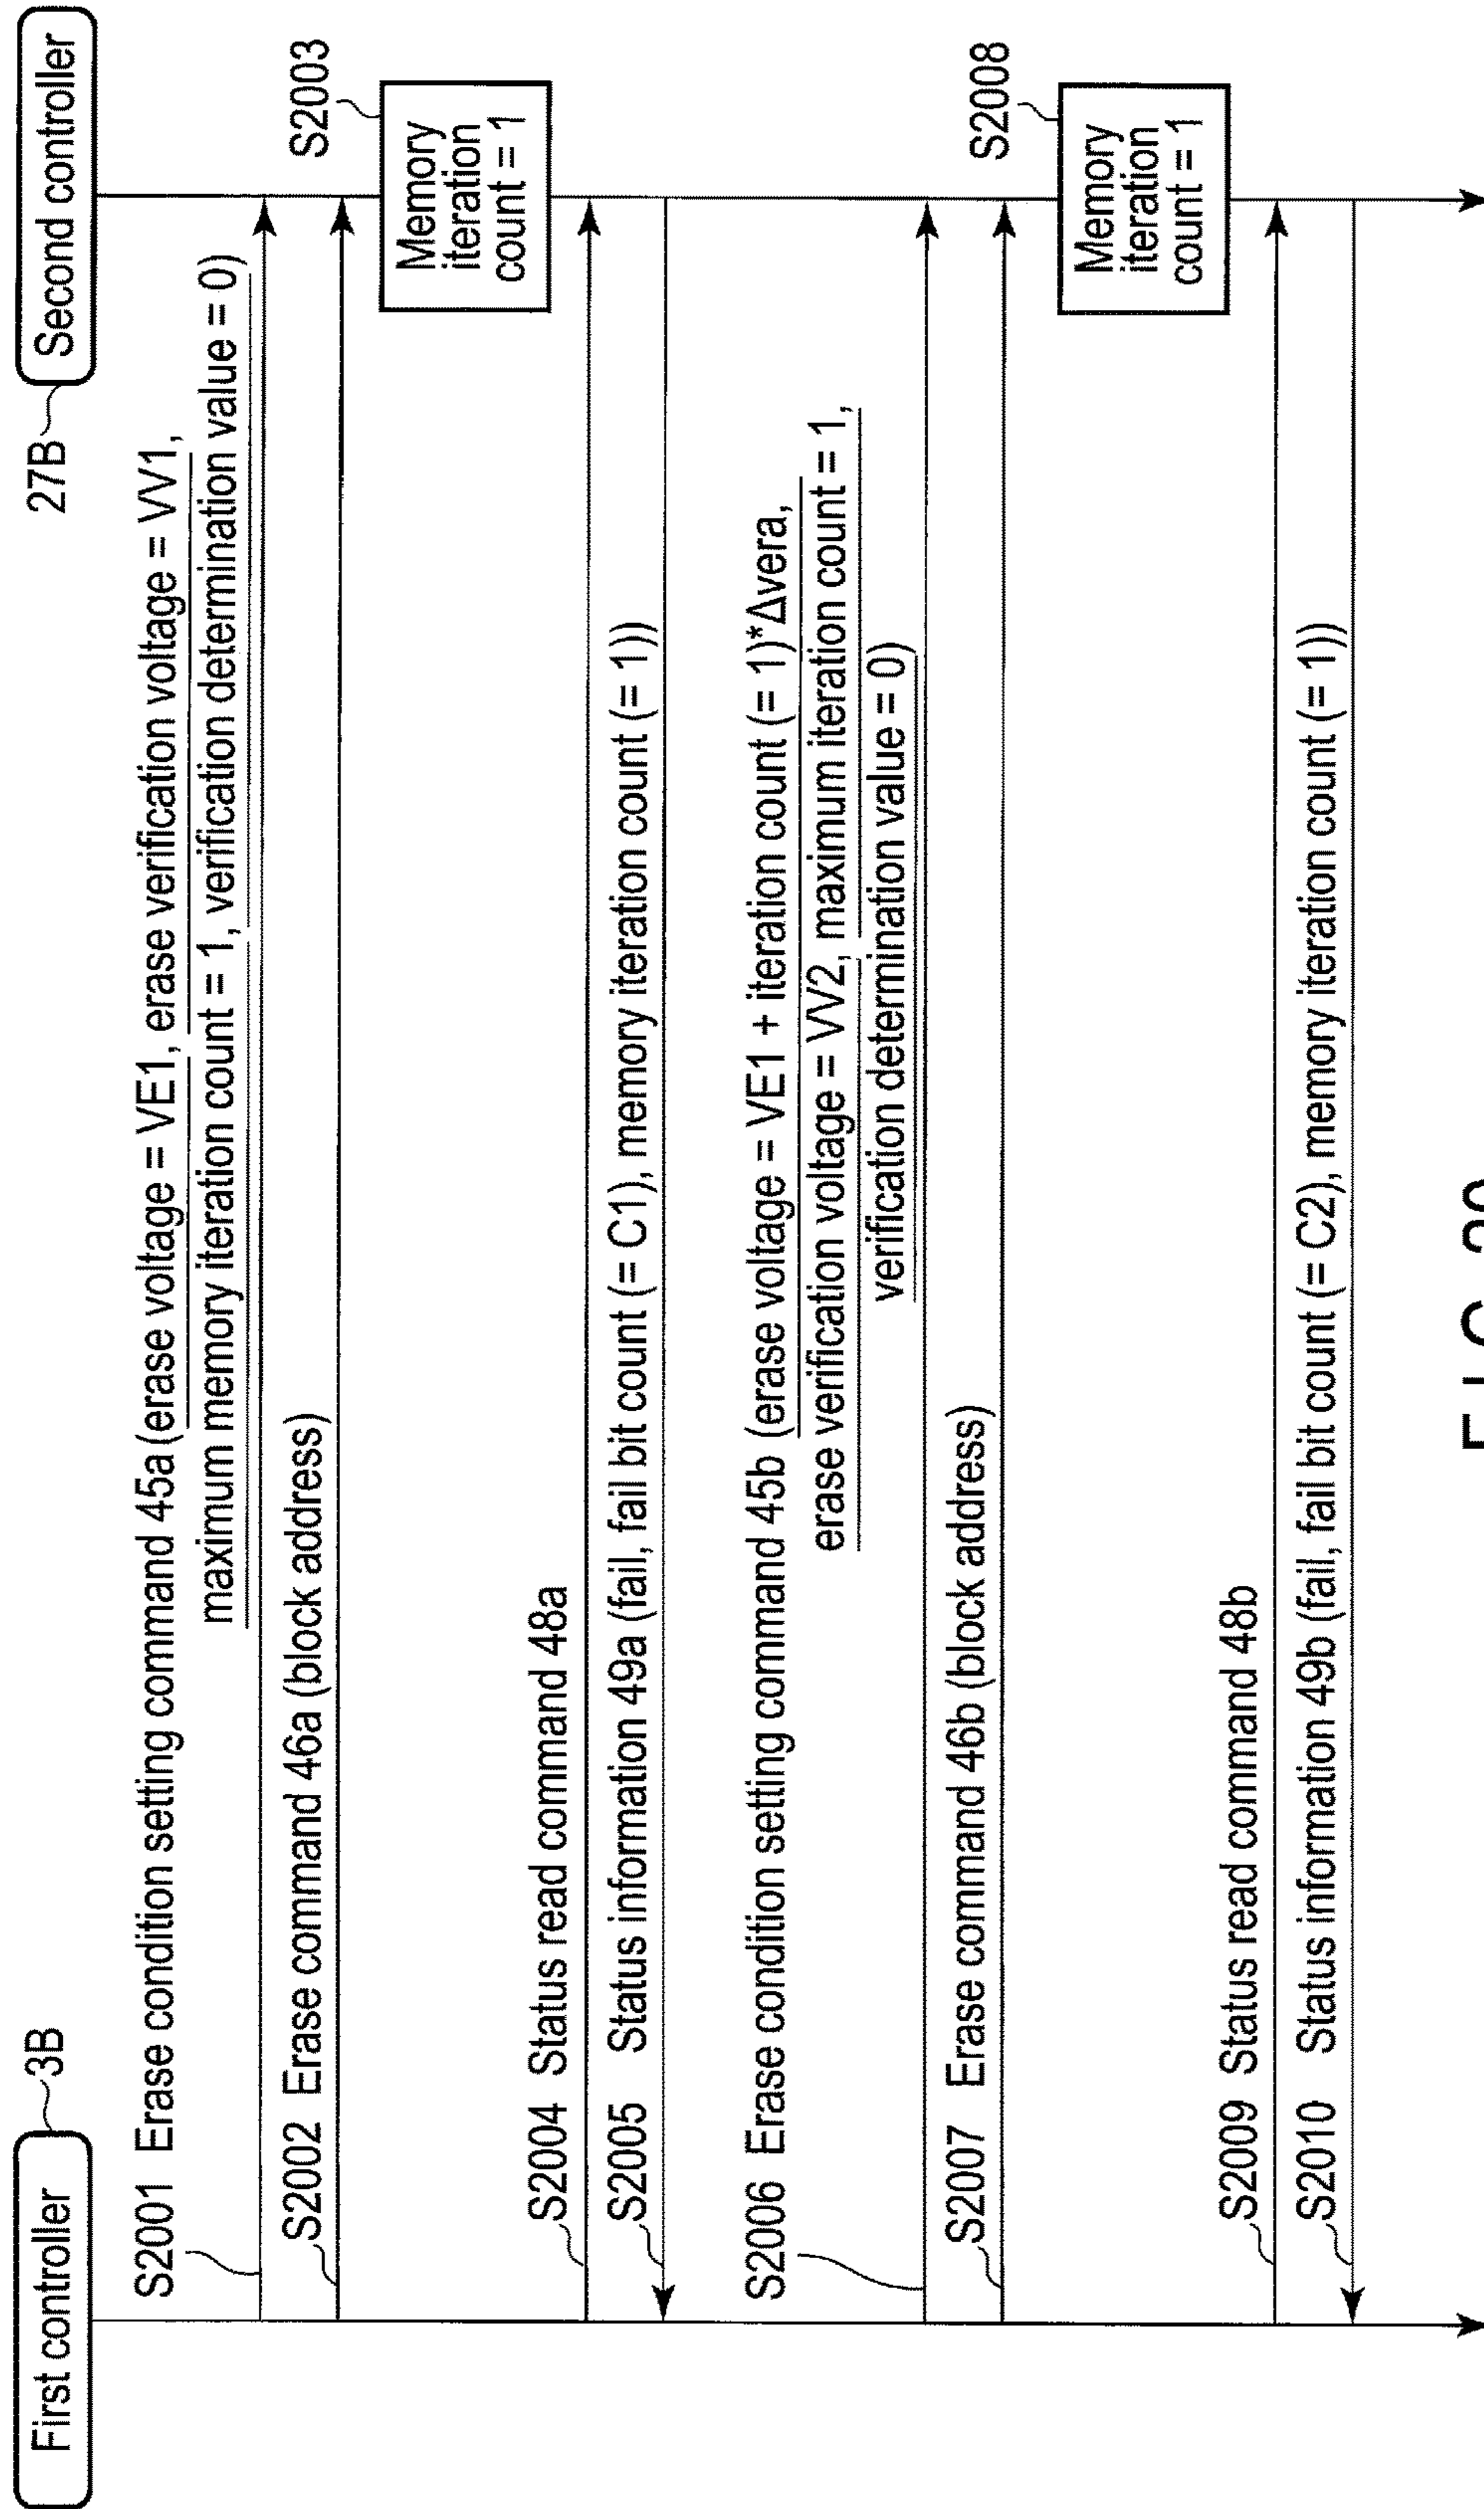 First controller
3B
27B
Second controller
S2001 Erase condition setting command 45a (erase voltage = VE1, erase verification voltage = VV1,
maximum memory iteration count = 1, verification determination value = 0)
S2002 Erase command 46a (block address)
S2003
Memory
iteration
count = 1
S2004 Status read command 48a
S2005 Status information 49a (fail, fail bit count (= C1), memory iteration count (= 1))
S2006 Erase condition setting command 45b (erase voltage = VE1 + iteration count (= 1)*Δvera,
erase verification voltage = VV2, maximum iteration count = 1,
verification determination value = 0)
S2007 Erase command 46b (block address)
S2008
Memory
iteration
count = 1
S2009 Status read command 48b
S2010 Status information 49b (fail, fail bit count (= C2), memory iteration count (= 1))